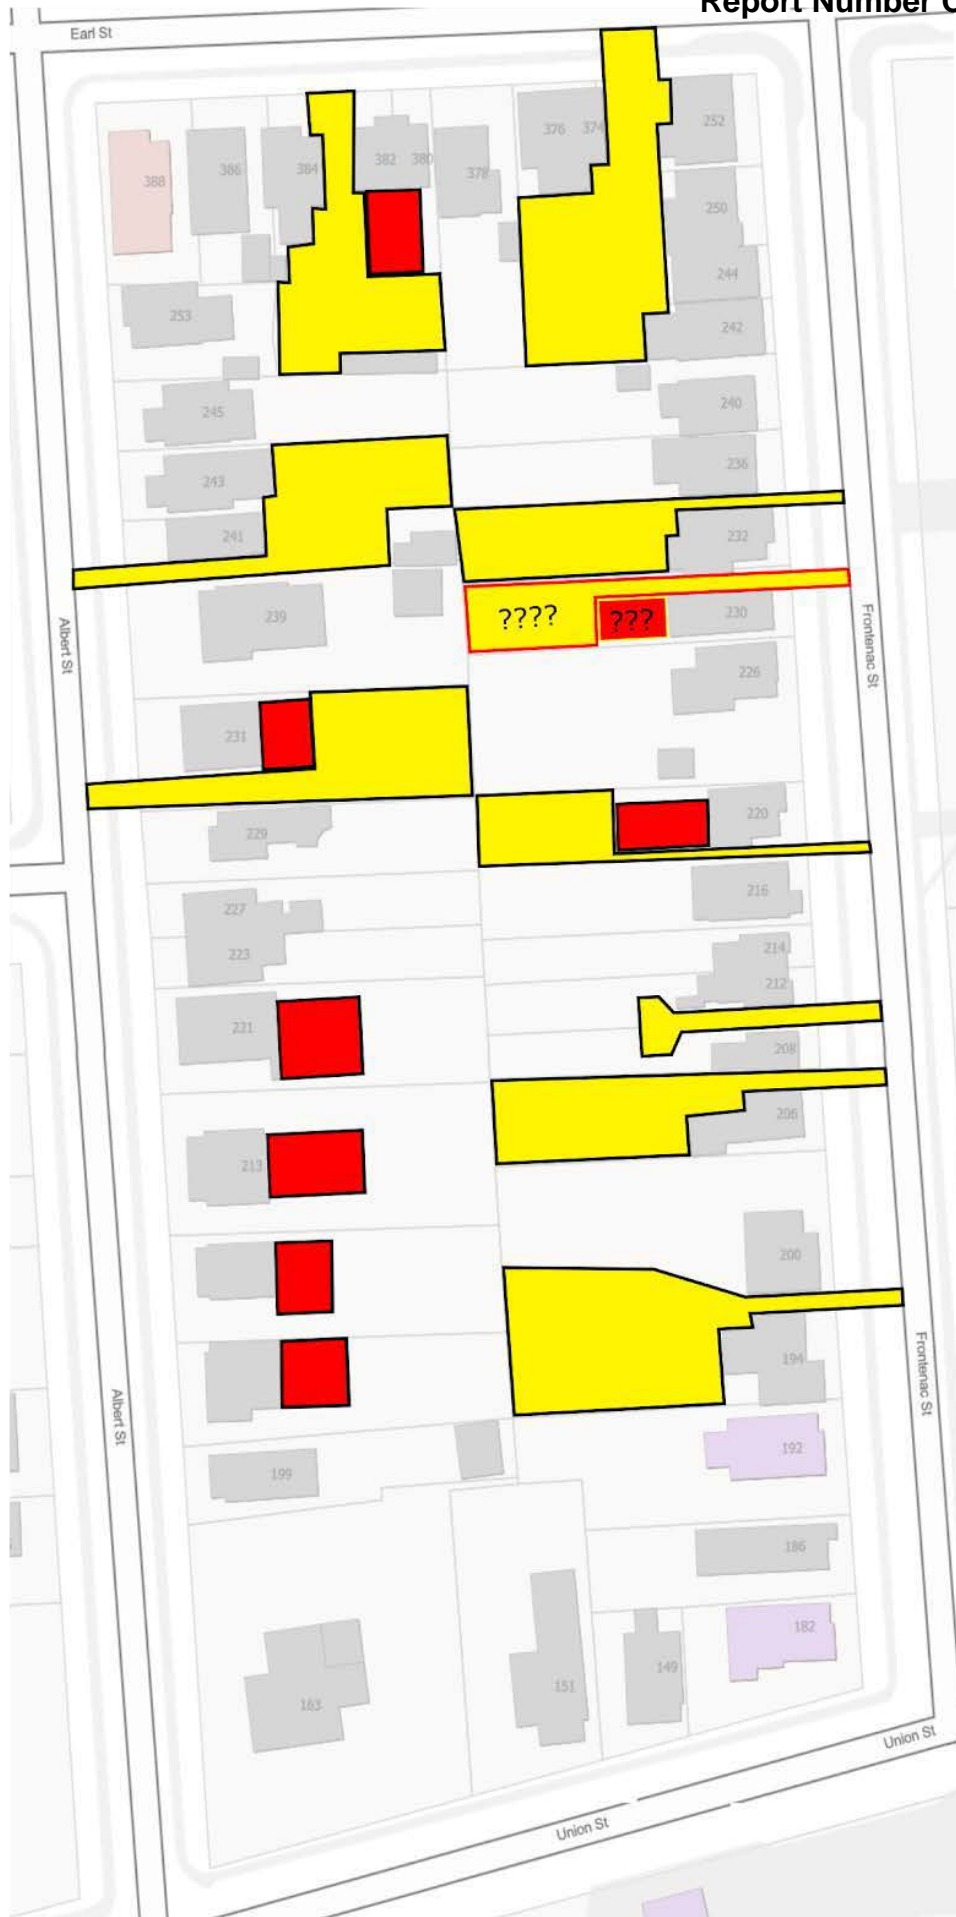 Report Number C
Earl St
376 374 252
388 386 384 382 380 378
250
244
253 242
245 240
243 236
241 232
239 ???? ??? 230
Albert St
Frontenac St
226
231
229 220
227 216
223 214
212
221 208
213 206
200
194
Albert St
Frontenac St
199 192
186
163 151 149 182
Union St
Union St